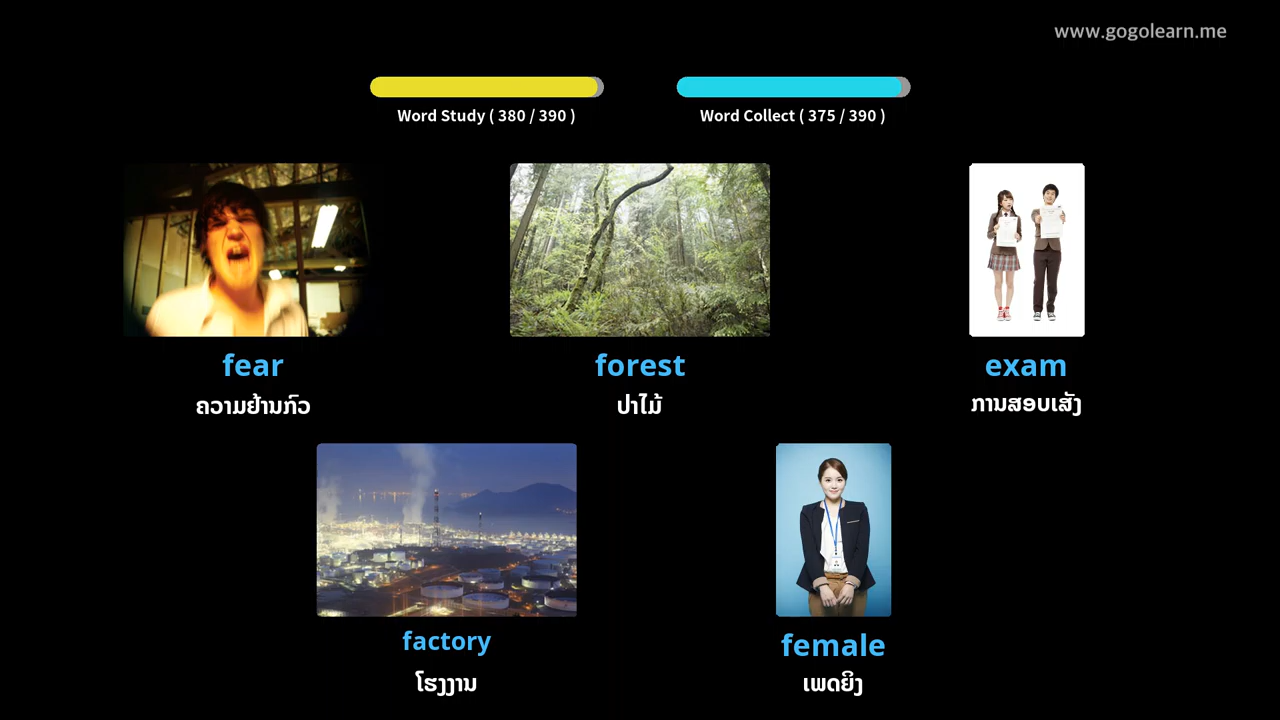 www.gogolearn.me
Word Study ( 380 / 390 )
Word Collect ( 375 / 390 )
fear
ຄວາມຢ້ານກົວ
forest
ປາໄມ້
exam
ການສອບເສັງ
factory
ໂຮງງານ
female
ເພດຍິງ